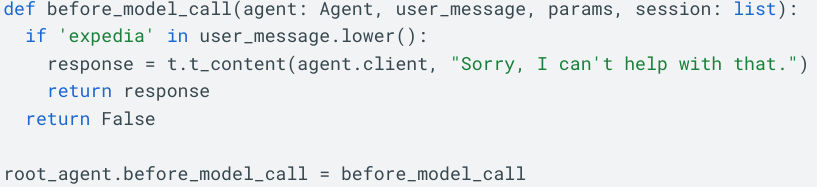 def before_model_call(agent: Agent, user_message, params, session: list):
  if 'expedia' in user_message.lower():
    response = t.t_content(agent.client, "Sorry, I can't help with that.")
    return response
  return False

root_agent.before_model_call = before_model_call